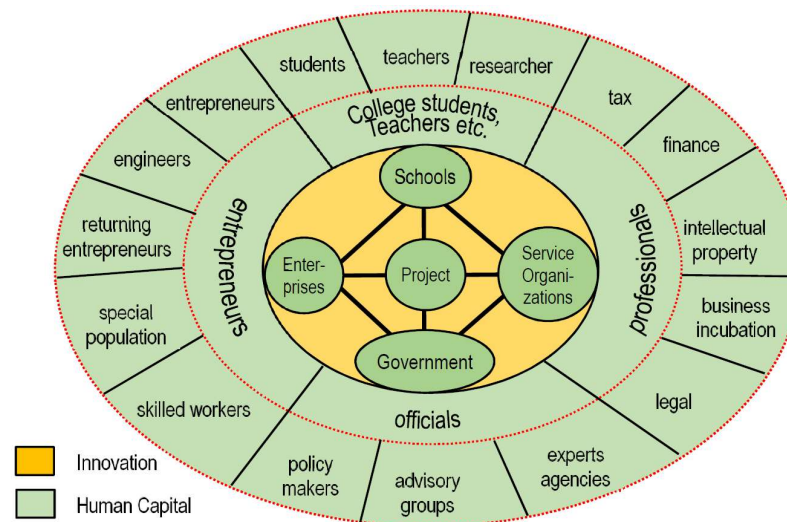 students
teachers
researcher
tax
finance
intellectual
property
business
incubation
legal
experts
agencies
advisory
groups
policy
makers
skilled workers
special
population
returning
entrepreneurs
engineers
entrepreneurs
College students,
Teachers etc.
professionals
officials
entrepreneurs
Schools
Enter-
prises
Project
Service
Organi-
zations
Government
Innovation
Human Capital